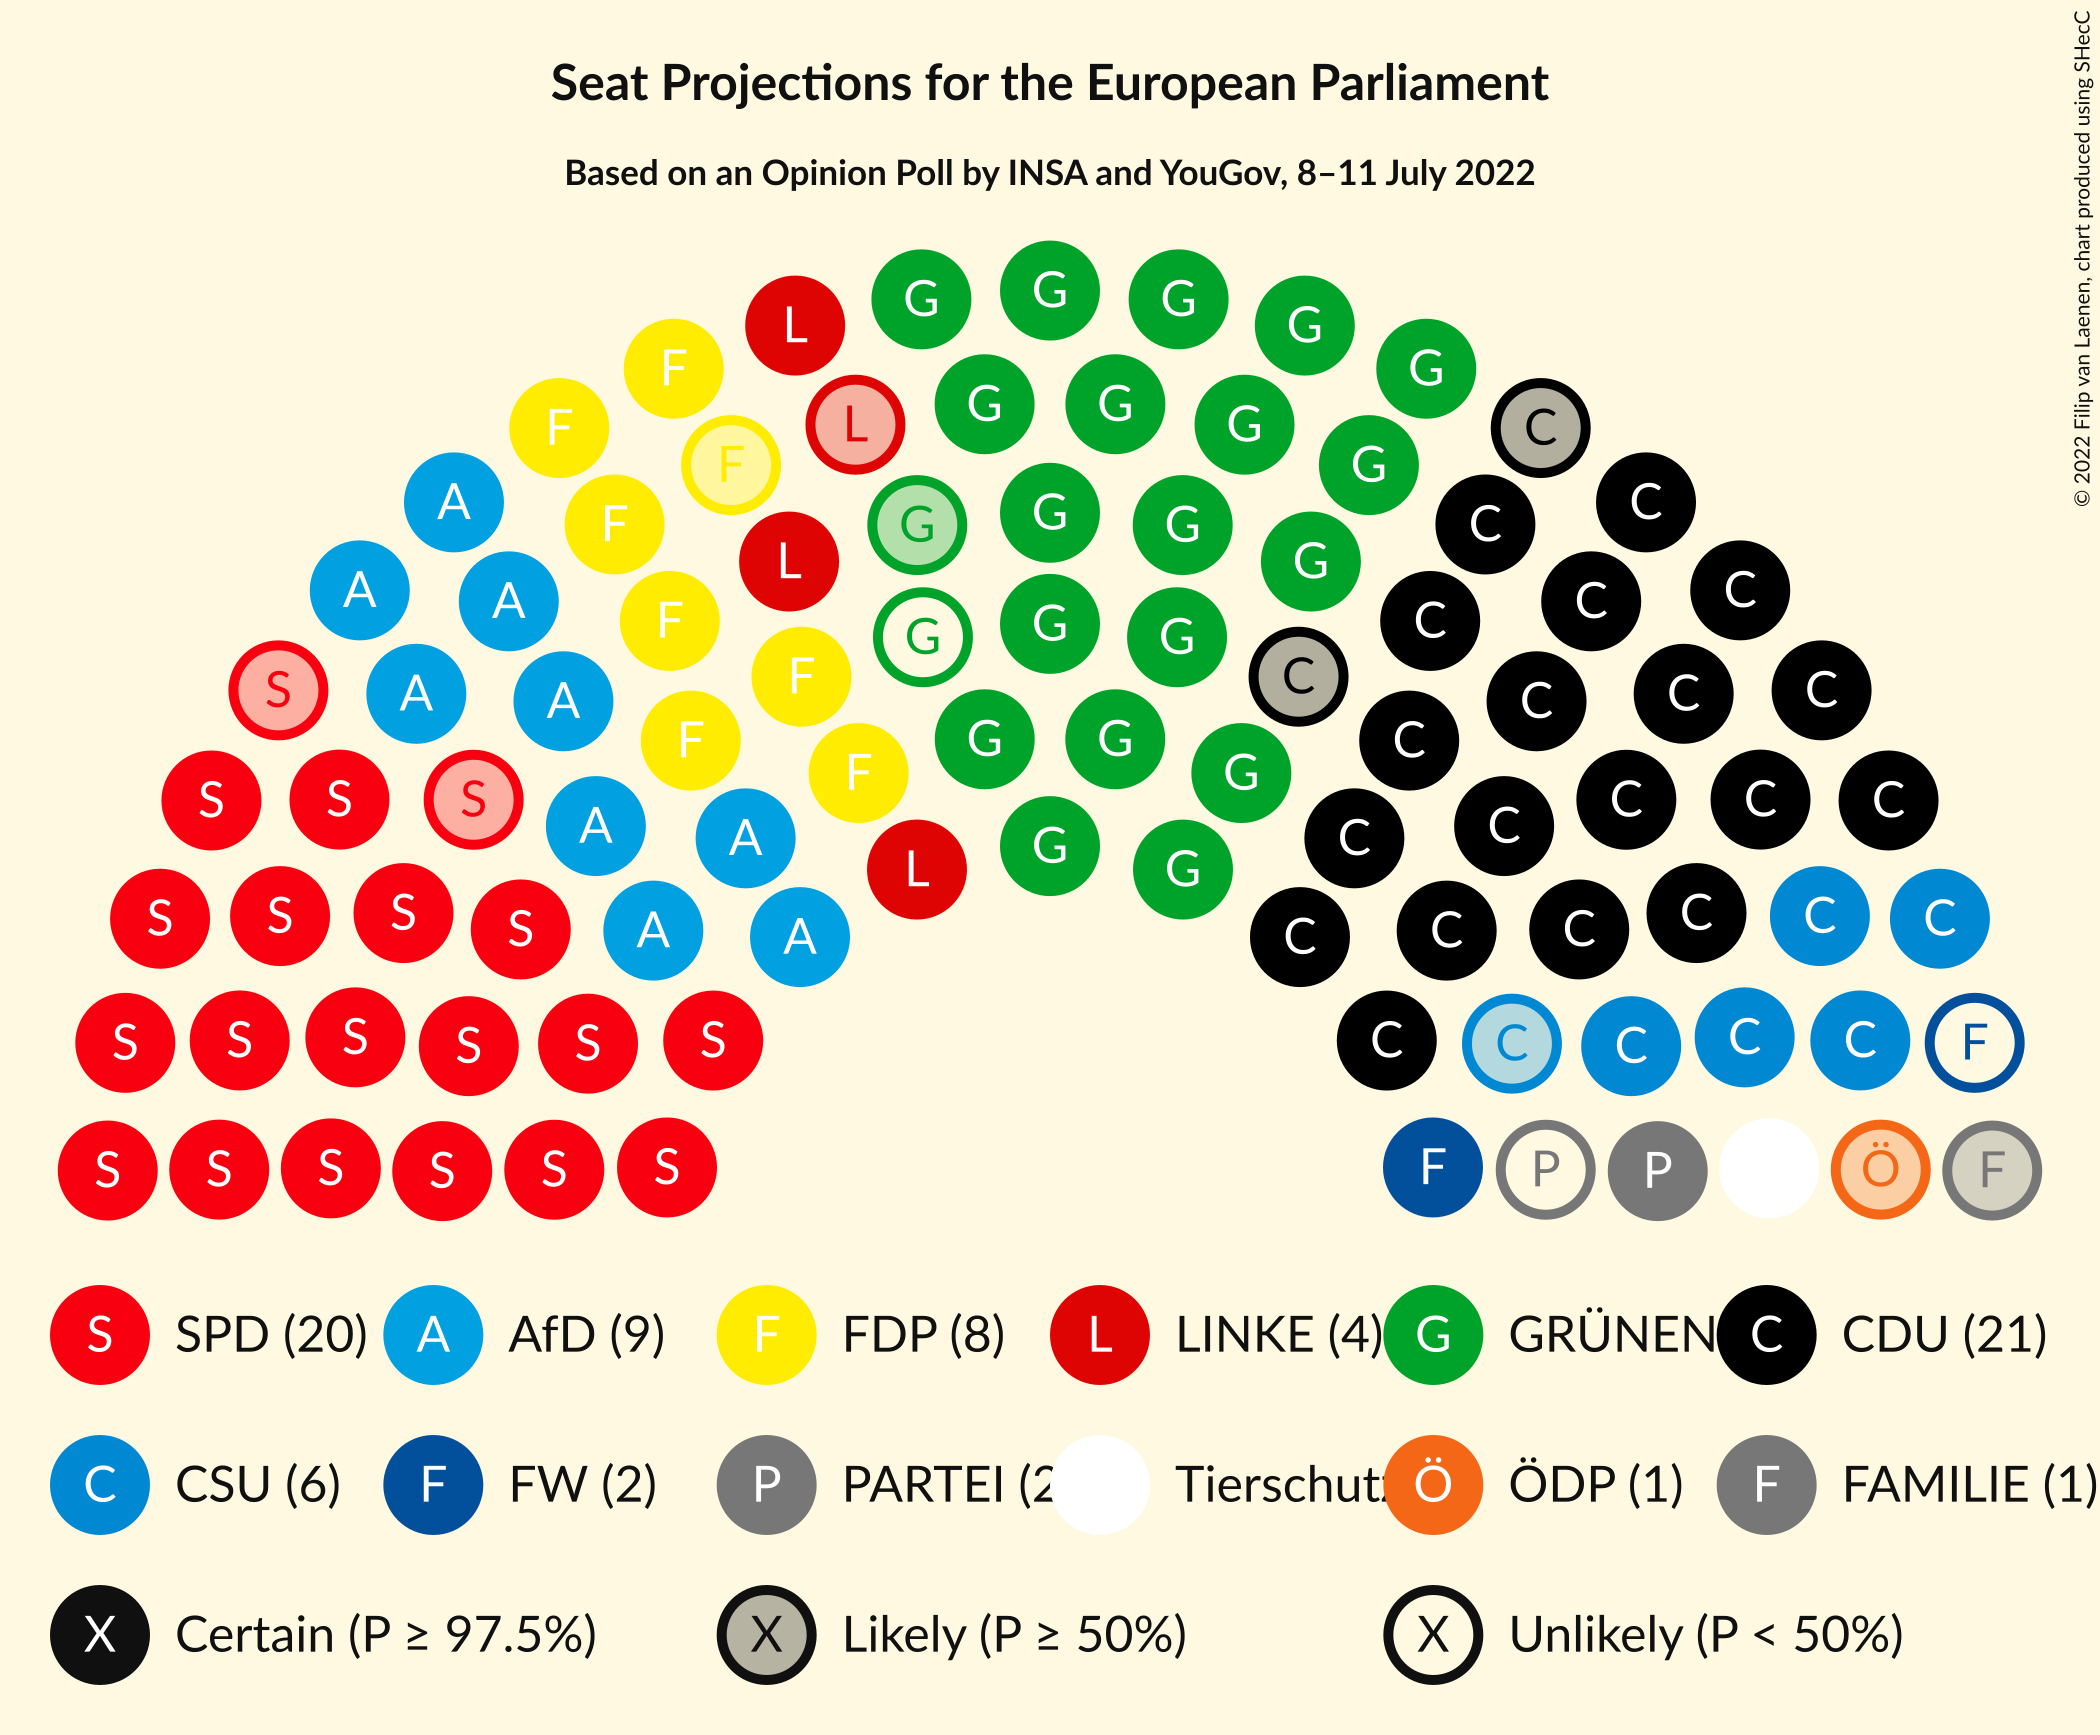 Seat Projections for the European Parliament
Based on an Opinion Poll by INSA and YouGov, 8–11 July 2022
© 2022 Filip van Laenen, chart produced using SHecC
G
L G G
G G
F G
F L G G G G C
F G
A F G G G C C
F L G
A A F G G G C C C
S A A F C C C C
F G G G C
S S S A A F G G C C C C C
L G
S S S S A A C C C C C C
S S S S S S C C C C C F
S S S S S S F P P Ö F
S SPD (20) A AfD (9) F FDP (8) L LINKE (4) G GRÜNEN C CDU (21)
C CSU (6) F FW (2) P PARTEI (2 Tierschutz Ö ÖDP (1) F FAMILIE (1)
X Certain (P ≥ 97.5%) X Likely (P ≥ 50%) X Unlikely (P < 50%)